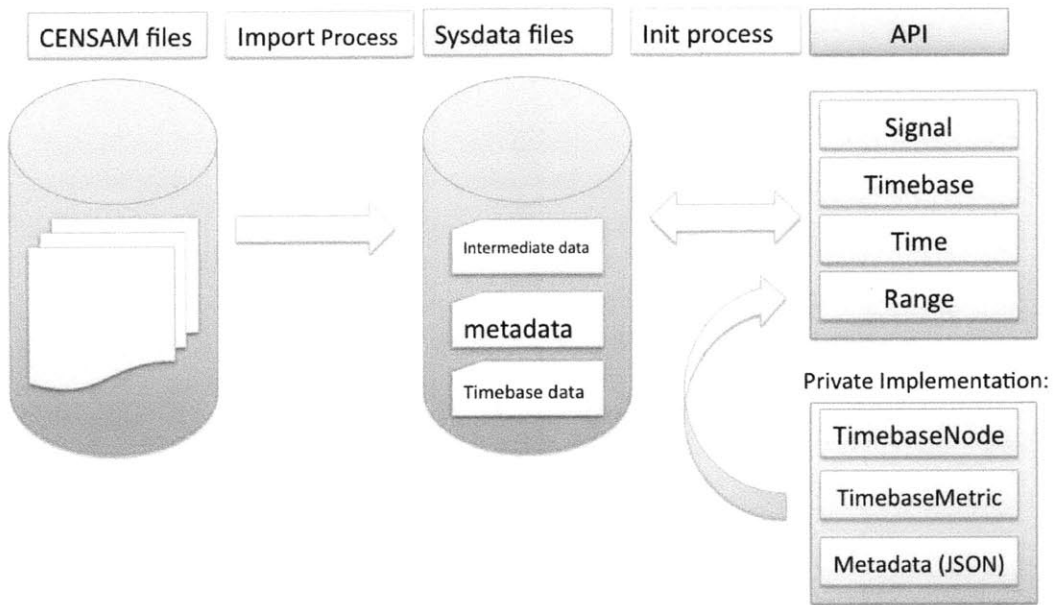 CENSAM files
Import Process
Sysdata files
Init process
API
Signal
Timebase
Time
Range
Intermediate data
metadata
Timebase data
Private Implementation:
TimebaseNode
TimebaseMetric
Metadata (JSON)